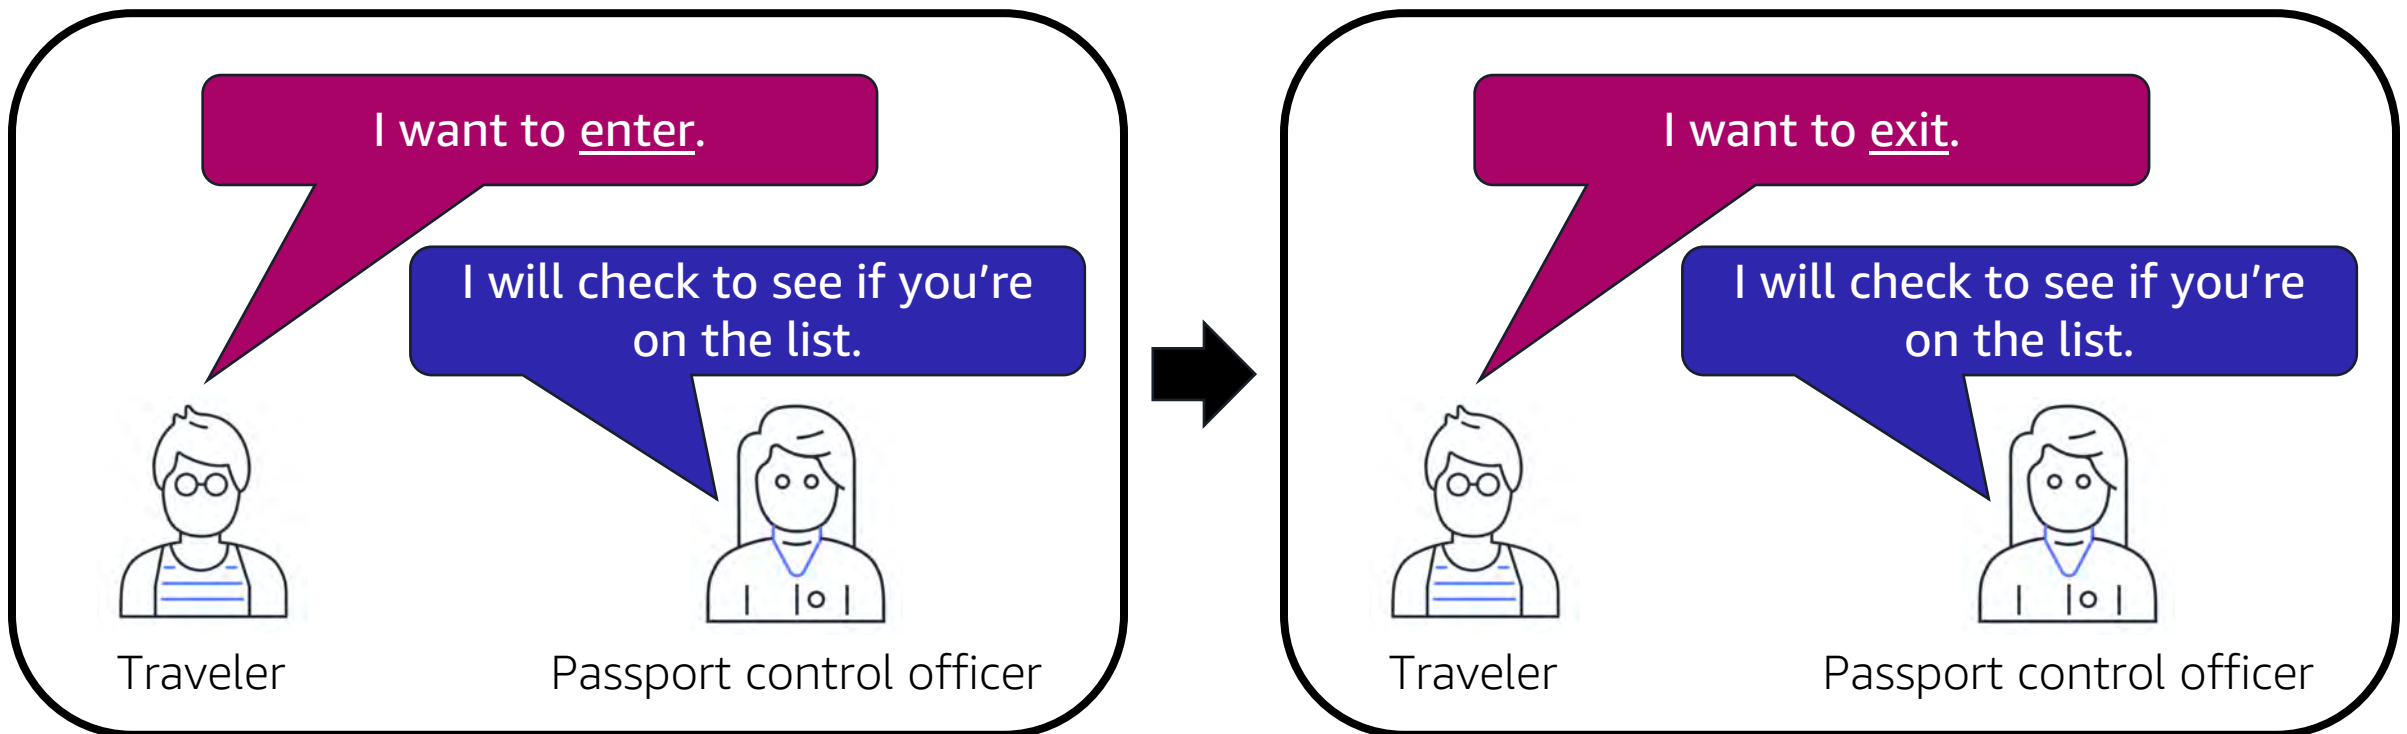 I want to enter.
I will check to see if you’re
on the list.
Traveler
Passport control officer
I want to exit.
I will check to see if you’re
on the list.
Traveler
Passport control officer